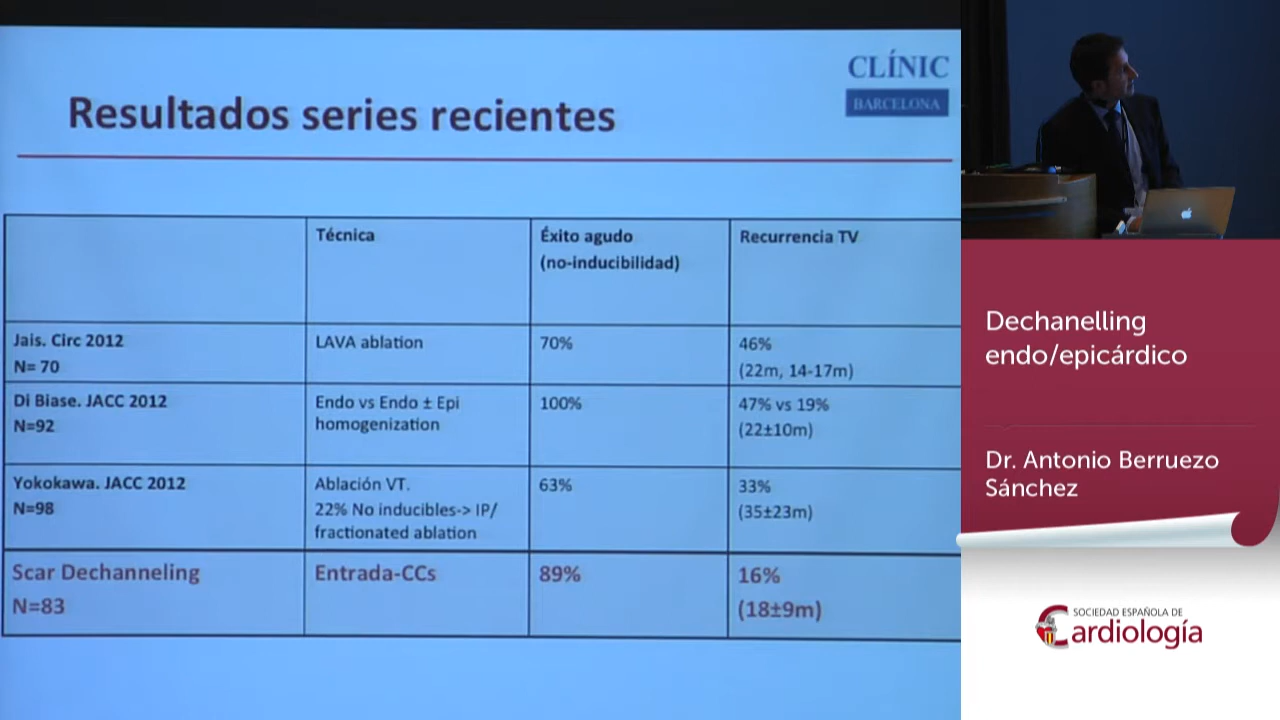 CLÍNIC
BARCELONA
Resultados series recientes
Técnica
Éxito agudo
(no-inducibilidad)
Recurrencia TV
Jais. Circ 2012
N= 70
LAVA ablation
70%
46%
(22m, 14-17m)
Di Biase. JACC 2012
N=92
Endo vs Endo ± Epi
homogenization
100%
47% vs 19%
(22±10m)
Yokokawa. JACC 2012
N=98
Ablación VT.
22% No inducibles-> IP/
fractionated ablation
63%
33%
(35±23m)
Scar Dechanneling
N=83
Entrada-CCs
89%
16%
(18±9m)
Dechanelling
endo/epicárdico
Dr. Antonio Berruezo
Sánchez
SOCIEDAD ESPAÑOLA DE
Cardiología